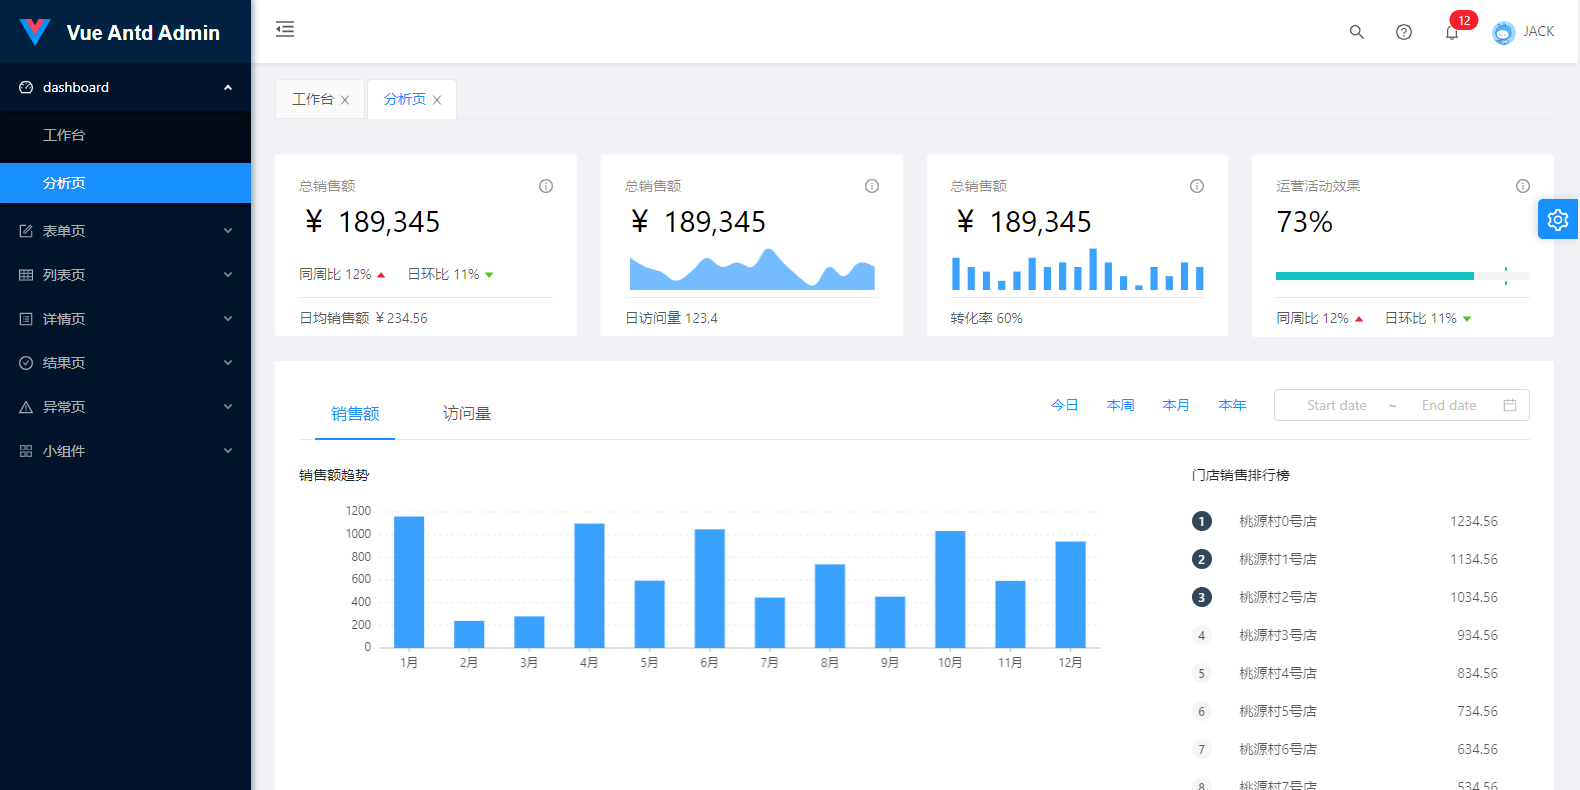 Vue Antd Admin
12
JACK
dashboard
工作台
分析页
表单页
列表页
详情页
结果页
异常页
小组件
工作台
分析页
总销售额
¥ 189,345
同周比 12% 日环比 11%
日均销售额 ¥234.56
总销售额
¥ 189,345
日访问量 123,4
总销售额
¥ 189,345
转化率 60%
运营活动效果
73%
同周比 12% 日环比 11%
销售额 访问量
今日 本周 本月 本年
Start date ~ End date
销售额趋势
1200
1000
800
600
400
200
0
1月 2月 3月 4月 5月 6月 7月 8月 9月 10月 11月 12月
门店销售排行榜
1 桃源村0号店 1234.56
2 桃源村1号店 1134.56
3 桃源村2号店 1034.56
4 桃源村3号店 934.56
5 桃源村4号店 834.56
6 桃源村5号店 734.56
7 桃源村6号店 634.56
8 桃源村7号店 534.56